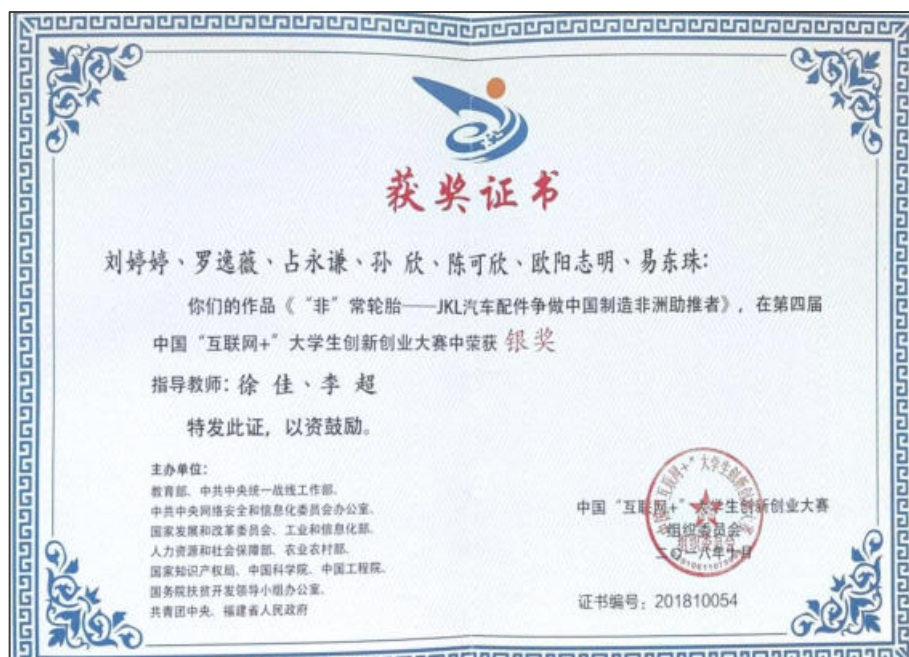 获奖证书
刘婷婷、罗逸薇、占永谦、孙 欣、陈可欣、欧阳志明、易东珠:
你们的作品《“非”常轮胎——JKL汽车配件争做中国制造非洲助推者》，在第四届
中国“互联网+”大学生创新创业大赛中荣获 银奖
指导教师: 徐 佳、李 超
特发此证，以资鼓励。
主办单位:
教育部、中共中央统一战线工作部、
中共中央网络安全和信息化委员会办公室、
国家发展和改革委员会、工业和信息化部、
人力资源和社会保障部、农业农村部、
国家知识产权局、中国科学院、中国工程院、
国务院扶贫开发领导小组办公室、
共青团中央、福建省人民政府
中国“互联网+”大学生创新创业大赛
组织委员会
二〇一八年十月
证书编号: 201810054